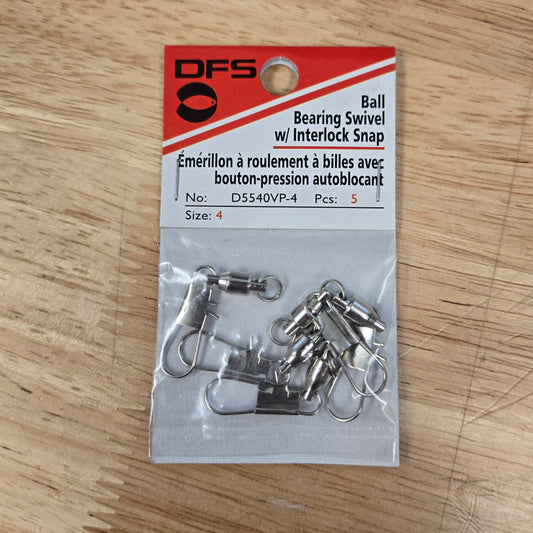 DFS
Ball
Bearing Swivel
w/ Interlock Snap
Émérillon à roulement à billes avec
bouton-pression autoblocant
No: D5540VP-4 Pcs: 5
Size: 4